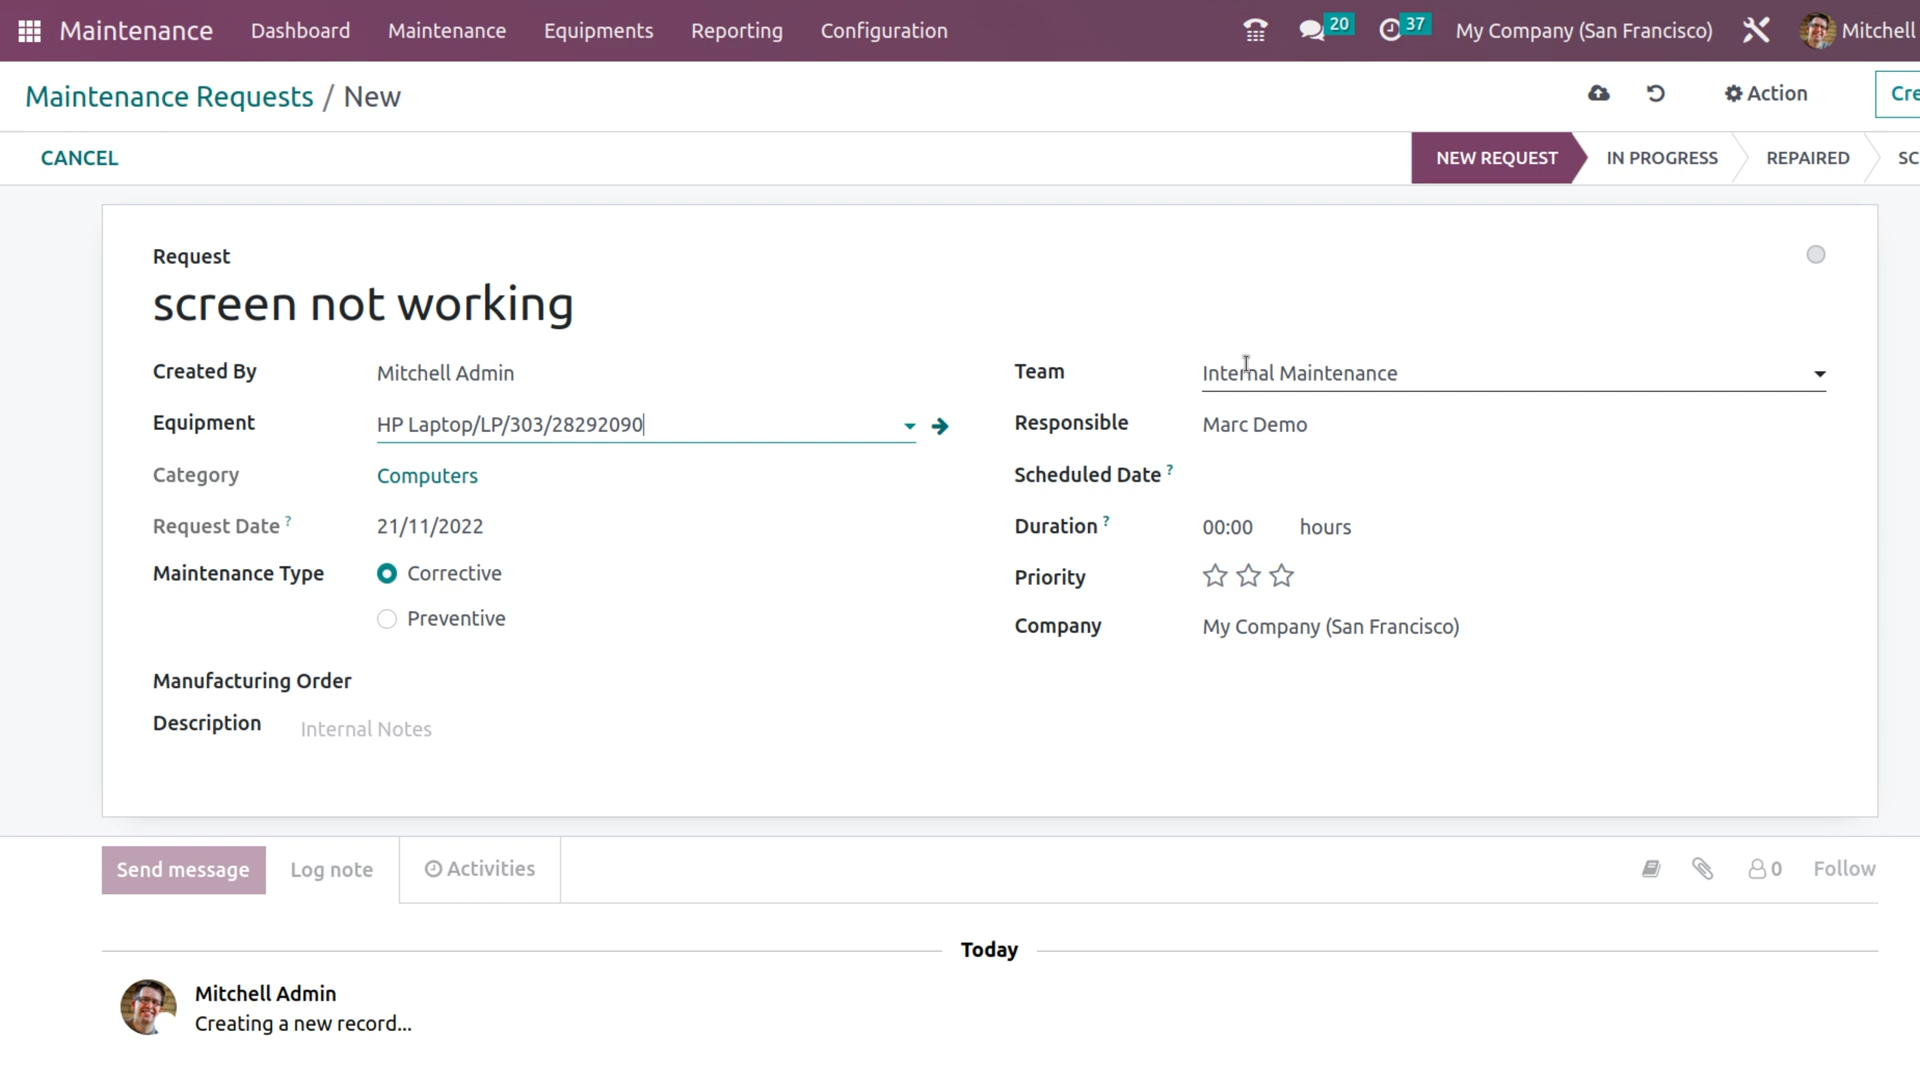 Maintenance Dashboard Maintenance Equipments Reporting Configuration 20 37 My Company (San Francisco) Mitchell
Maintenance Requests / New Action Cre
CANCEL NEW REQUEST IN PROGRESS REPAIRED SC
Request
screen not working
Created By Mitchell Admin Team Internal Maintenance
Equipment HP Laptop/LP/303/28292090 Responsible Marc Demo
Category Computers Scheduled Date ?
Request Date ? 21/11/2022 Duration ? 00:00 hours
Maintenance Type Corrective Priority
Preventive
Company My Company (San Francisco)
Manufacturing Order
Description Internal Notes
Send message Log note Activities 0 Follow
Today
Mitchell Admin
Creating a new record...